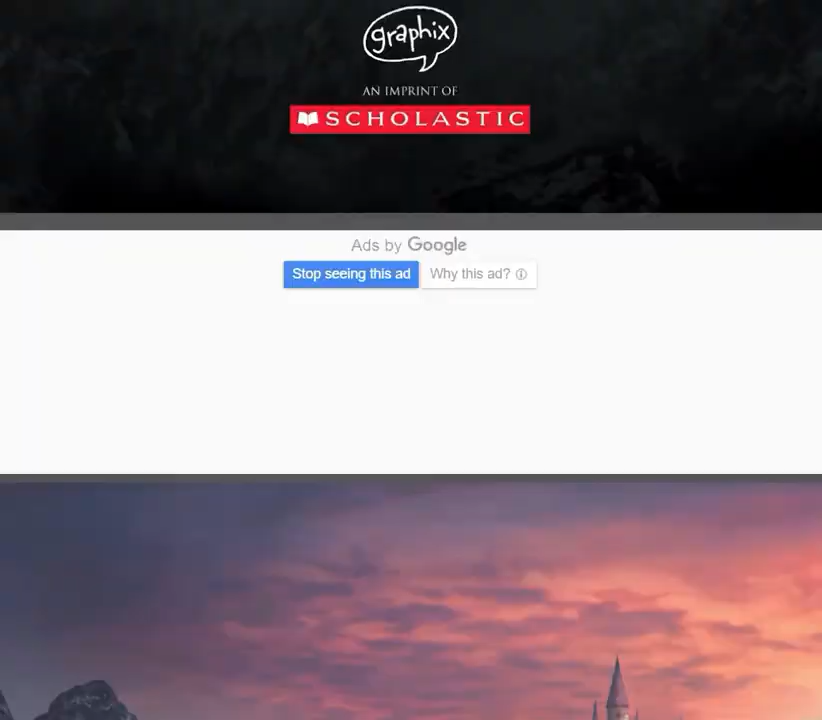 graphix
AN IMPRINT OF
SCHOLASTIC
Ads by Google
Stop seeing this ad
Why this ad?